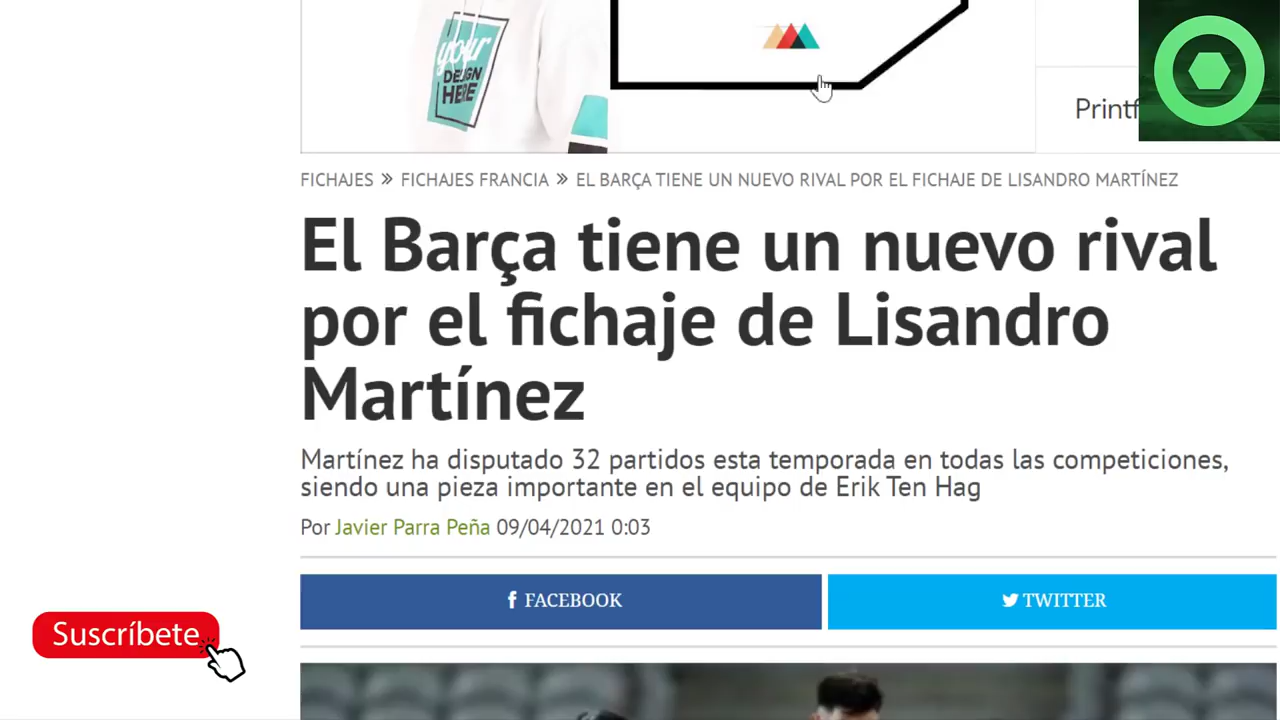 your
DESIGN
HERE
Printf
FICHAJES » FICHAJES FRANCIA » EL BARÇA TIENE UN NUEVO RIVAL POR EL FICHAJE DE LISANDRO MARTÍNEZ
El Barça tiene un nuevo rival
por el fichaje de Lisandro
Martínez
Martínez ha disputado 32 partidos esta temporada en todas las competiciones,
siendo una pieza importante en el equipo de Erik Ten Hag
Por Javier Parra Peña 09/04/2021 0:03
FACEBOOK
TWITTER
Suscríbete